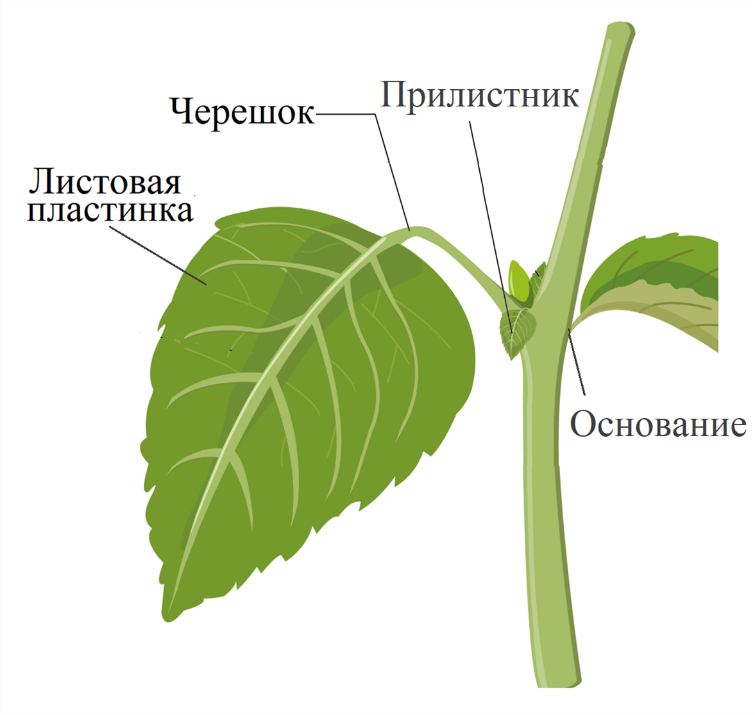 Прилистник
Черешок
Листовая
пластинка
Основание